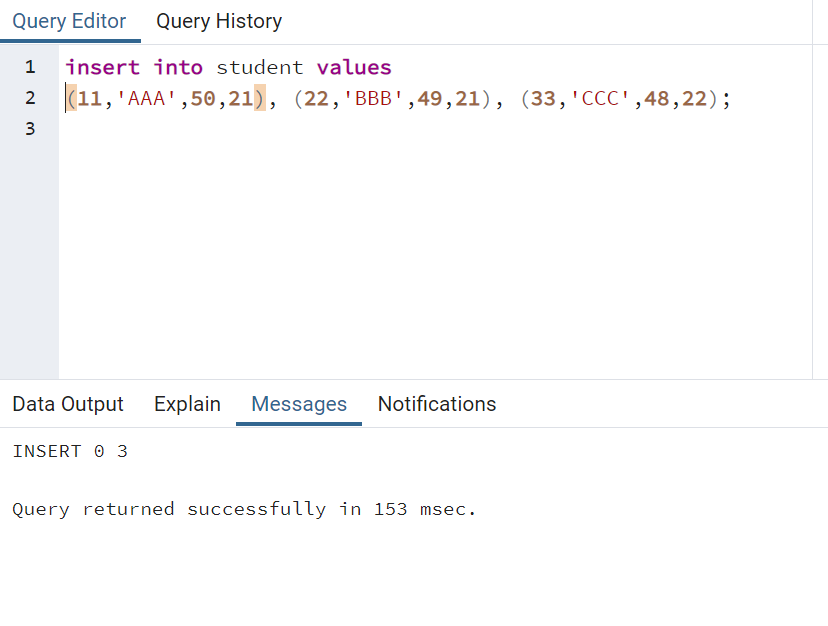 Query Editor Query History
1 insert into student values
2 (11,'AAA',50,21), (22,'BBB',49,21), (33,'CCC',48,22);
3
Data Output Explain Messages Notifications
INSERT 0 3
Query returned successfully in 153 msec.